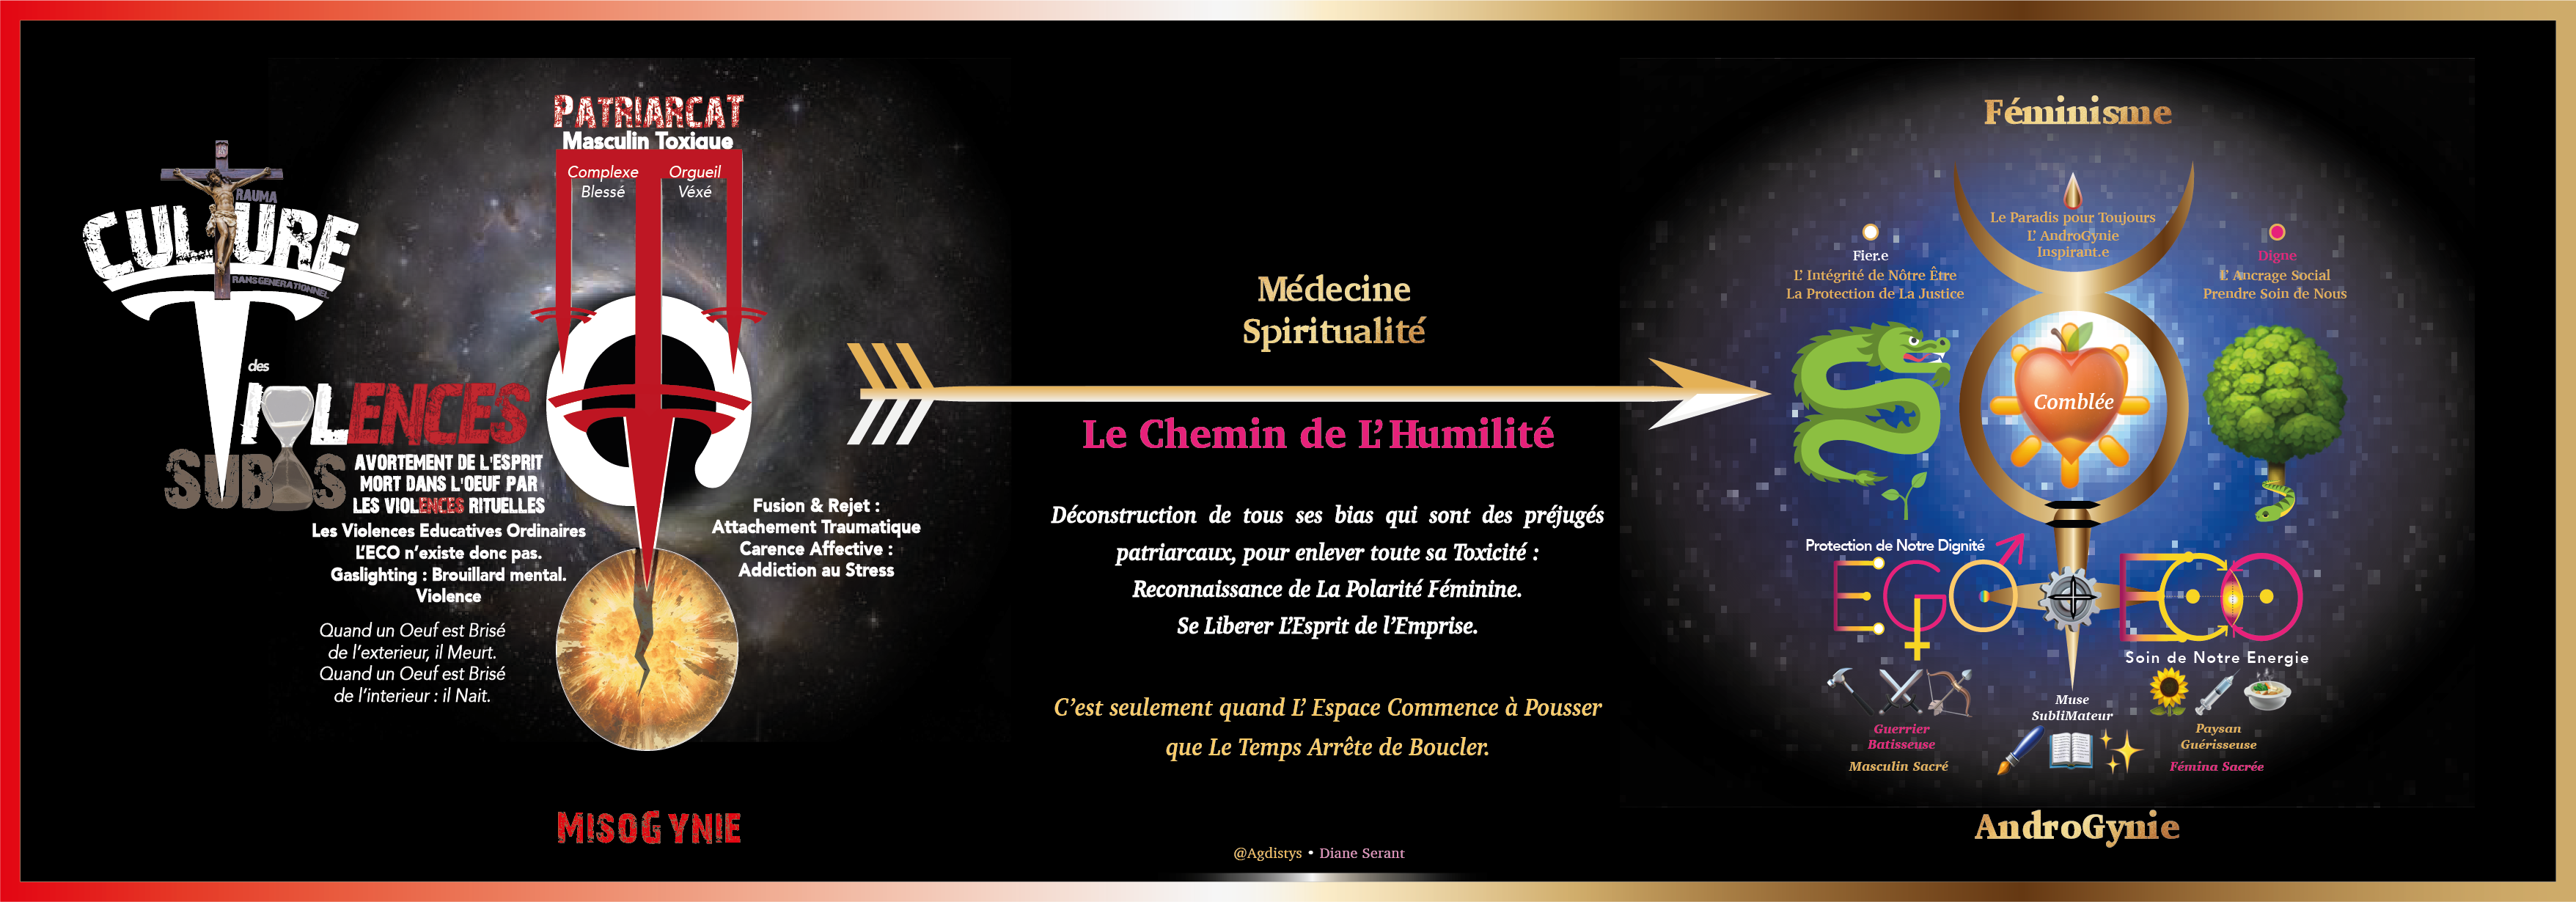 PATRIARCAT
Masculin Toxique
Complexe
Blessé
Orgueil
Véxé
TRAUMA
CULTURE
TRANSGENERATIONNEL
des
VIOLENCES
SUBIS
AVORTEMENT DE L'ESPRIT
MORT DANS L'OEUF PAR
LES VIOLENCES RITUELLES
Les Violences Educatives Ordinaires
L'ECO n'existe donc pas.
Gaslighting : Brouillard mental.
Violence
Quand un Oeuf est Brisé
de l'exterieur, il Meurt.
Quand un Oeuf est Brisé
de l'interieur : il Nait.
Fusion & Rejet :
Attachement Traumatique
Carence Affective :
Addiction au Stress
MISOGYNIE
Médecine
Spiritualité
Le Chemin de L'Humilité
Déconstruction de tous ses bias qui sont des préjugés
patriarcaux, pour enlever toute sa Toxicité :
Reconnaissance de La Polarité Féminine.
Se Liberer L'Esprit de l'Emprise.
C'est seulement quand L' Espace Commence à Pousser
que Le Temps Arrête de Boucler.
@Agdistys • Diane Serant
Féminisme
Le Paradis pour Toujours
L' AndroGynie
Inspirant.e
Fier.e
L' Intégrité de Nôtre Être
La Protection de La Justice
Digne
L' Ancrage Social
Prendre Soin de Nous
Comblée
Protection de Notre Dignité
EGO
ECO
Soin de Notre Energie
Guerrier
Batisseuse
Masculin Sacré
Muse
SubliMateur
Paysan
Guérisseuse
Fémina Sacrée
AndroGynie